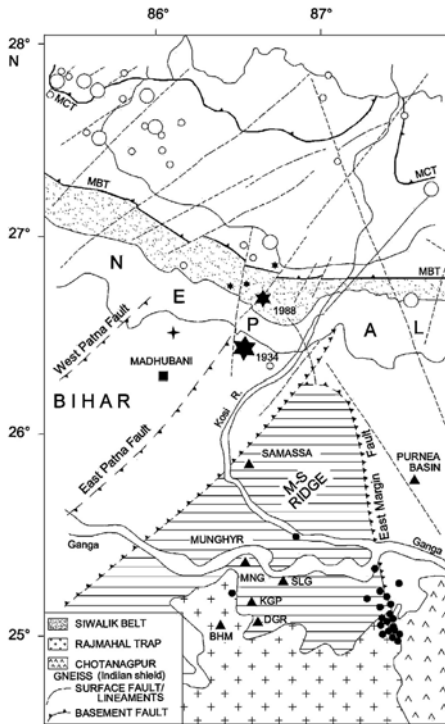 86° 87°
28°
N
MCT
MCT
MBT
27°
MBT
N E P A L
1988
1934
West Patna Fault
MADHUBANI
BIHAR
Kosi R.
East Patna Fault
26°
SAMASSA
M-S
RIDGE
East Margin Fault
PURNEA
BASIN
Ganga
MUNGHYR
Ganga
MNG
SLG
KGP
DGR
BHM
25°
SIWALIK BELT
RAJMAHAL TRAP
CHOTANAGPUR
GNEISS (Indilan shield)
SURFACE FAULT/
LINEAMENTS
BASEMENT FAULT